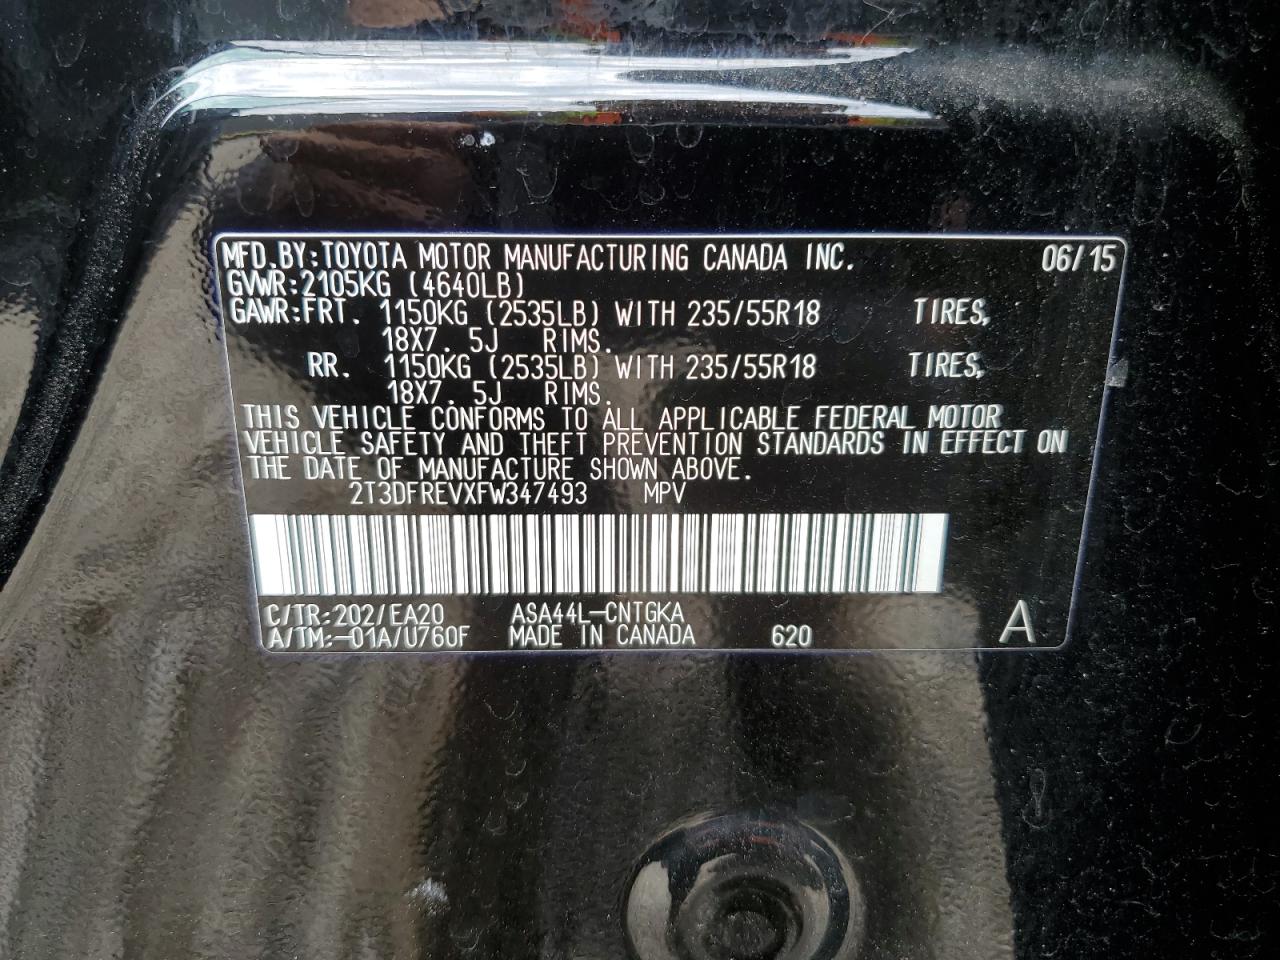 MFD.BY:TOYOTA MOTOR MANUFACTURING CANADA INC. 06/15
GVWR:2105KG (4640LB)
GAWR:FRT. 1150KG (2535LB) WITH 235/55R18 TIRES,
18X7. 5J RIMS.
RR. 1150KG (2535LB) WITH 235/55R18 TIRES,
18X7. 5J RIMS.
THIS VEHICLE CONFORMS TO ALL APPLICABLE FEDERAL MOTOR
VEHICLE SAFETY AND THEFT PREVENTION STANDARDS IN EFFECT ON
THE DATE OF MANUFACTURE SHOWN ABOVE.
2T3DFREVXFW347493 MPV
C/TR:202/EA20 ASA44L-CNTGKA
A/TM:-01A/U760F MADE IN CANADA 620 A